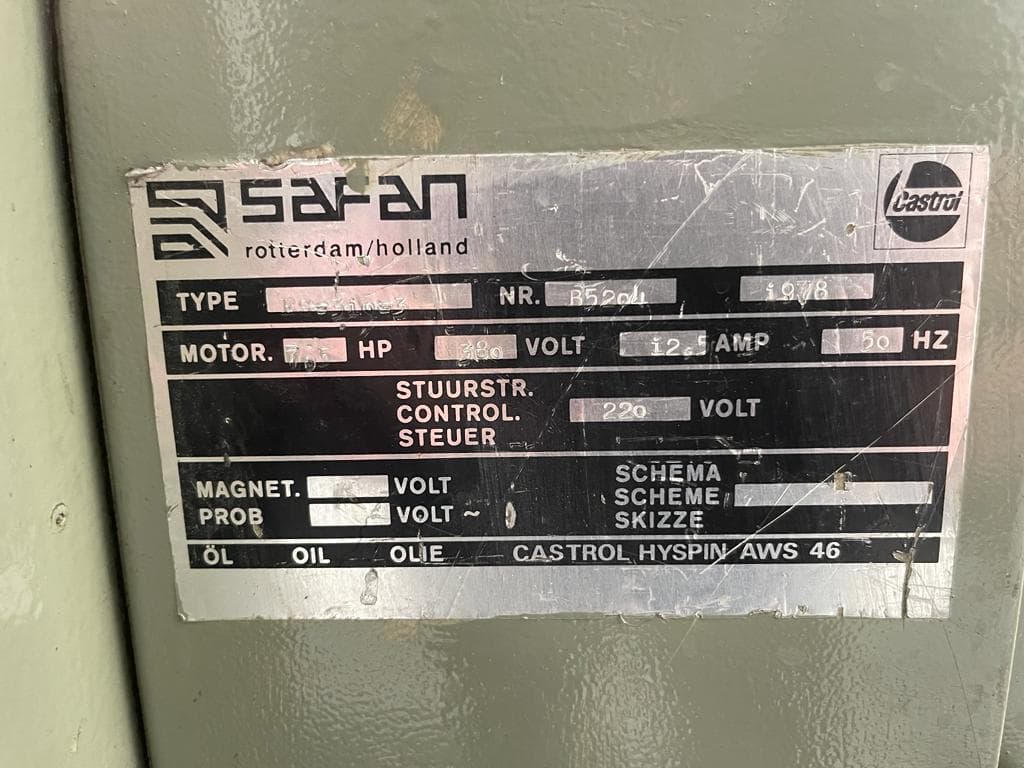 SAFAN
rotterdam/holland
Castrol
TYPE NR. B5204 1978
MOTOR. HP 380 VOLT 12.5 AMP 50 HZ
STUURSTR.
CONTROL. 220 VOLT
STEUER
MAGNET. VOLT
PROB VOLT ~
SCHEMA
SCHEME
SKIZZE
ÖL OIL OLIE CASTROL HYSPIN AWS 46